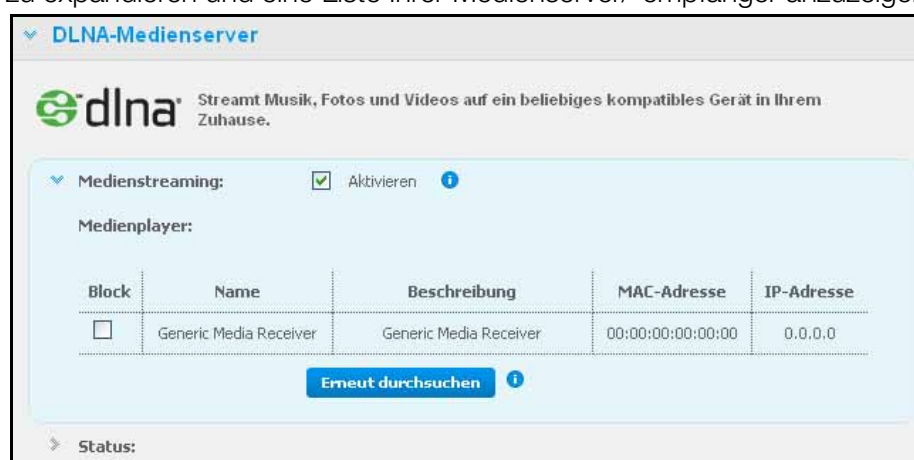 zu expandieren und eine Liste Ihrer Medienserver/-empfänger anzuzeigen
DLNA-Medienserver
dlna
Streamt Musik, Fotos und Videos auf ein beliebiges kompatibles Gerät in Ihrem
Zuhause.
Medienstreaming: Aktivieren
Medienplayer:
Block Name Beschreibung MAC-Adresse IP-Adresse
Generic Media Receiver Generic Media Receiver 00:00:00:00:00:00 0.0.0.0
Erneut durchsuchen
Status: